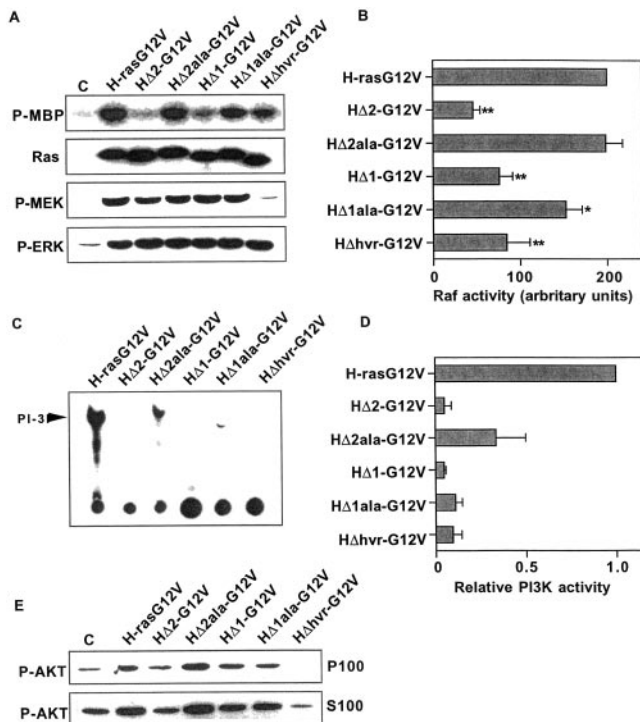 A
C
H-rasG12V
HΔ2-G12V
HΔ2ala-G12V
HΔ1-G12V
HΔ1ala-G12V
HΔhvr-G12V
P-MBP
Ras
P-MEK
P-ERK
B
H-rasG12V
HΔ2-G12V
**
HΔ2ala-G12V
HΔ1-G12V
**
HΔ1ala-G12V
*
HΔhvr-G12V
**
0 100 200
Raf activity (arbritary units)
C
H-rasG12V
HΔ2-G12V
HΔ2ala-G12V
HΔ1-G12V
HΔ1ala-G12V
HΔhvr-G12V
PI-3
D
H-rasG12V
HΔ2-G12V
HΔ2ala-G12V
HΔ1-G12V
HΔ1ala-G12V
HΔhvr-G12V
0 0.5 1.0
Relative PI3K activity
E
C
H-rasG12V
HΔ2-G12V
HΔ2ala-G12V
HΔ1-G12V
HΔ1ala-G12V
HΔhvr-G12V
P-AKT P100
P-AKT S100